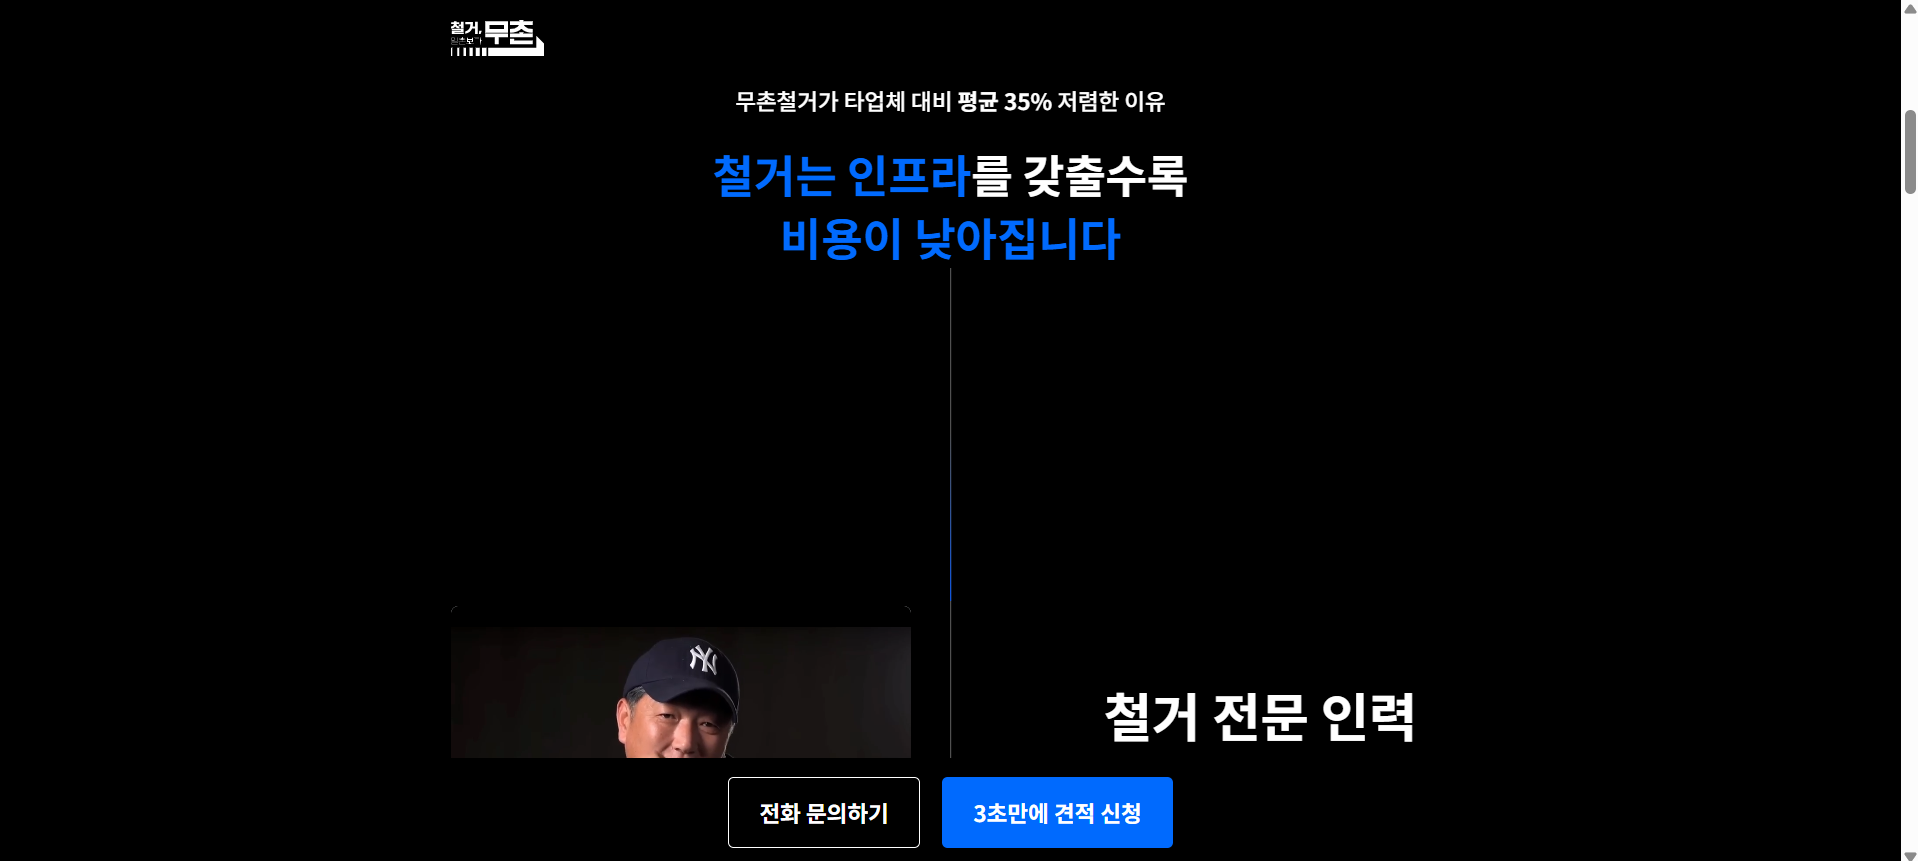 철거, 무촌
무촌철거가 타업체 대비 평균 35% 저렴한 이유
철거는 인프라를 갖출수록
비용이 낮아집니다
NY
철거 전문 인력
전화 문의하기
3초만에 견적 신청